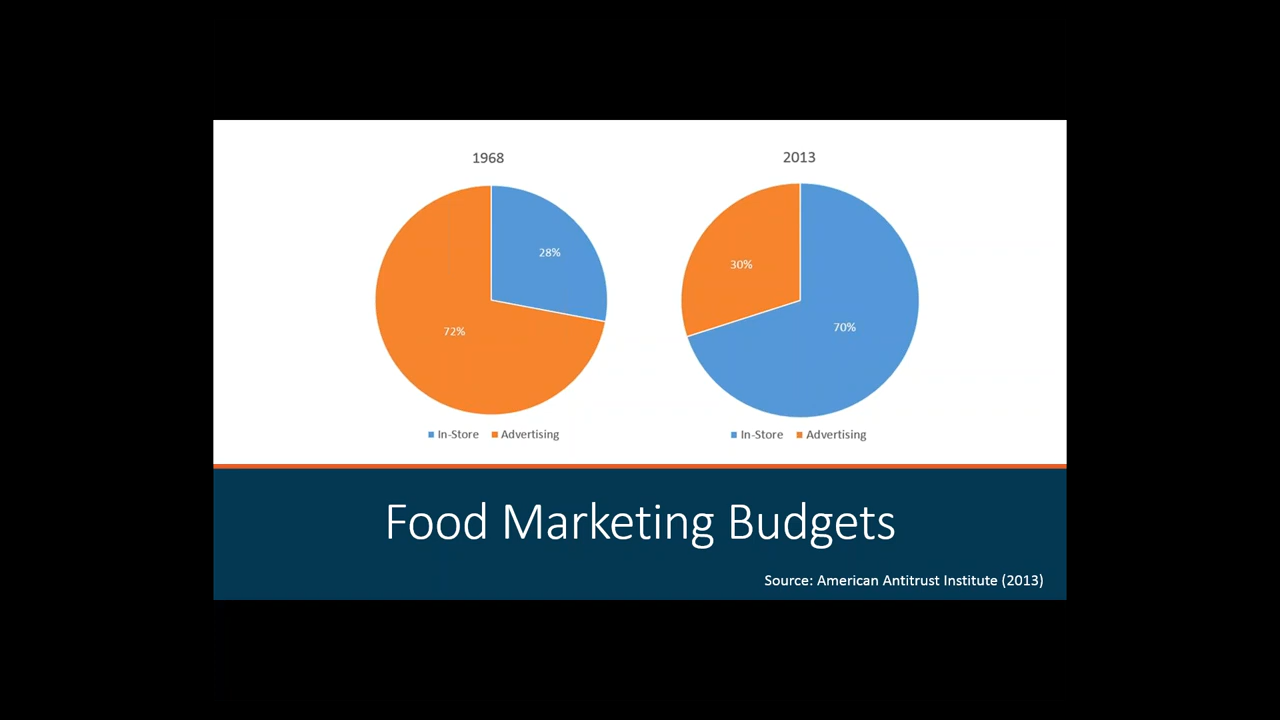 1968
28%
72%
In-Store Advertising
2013
30%
70%
In-Store Advertising
Food Marketing Budgets
Source: American Antitrust Institute (2013)